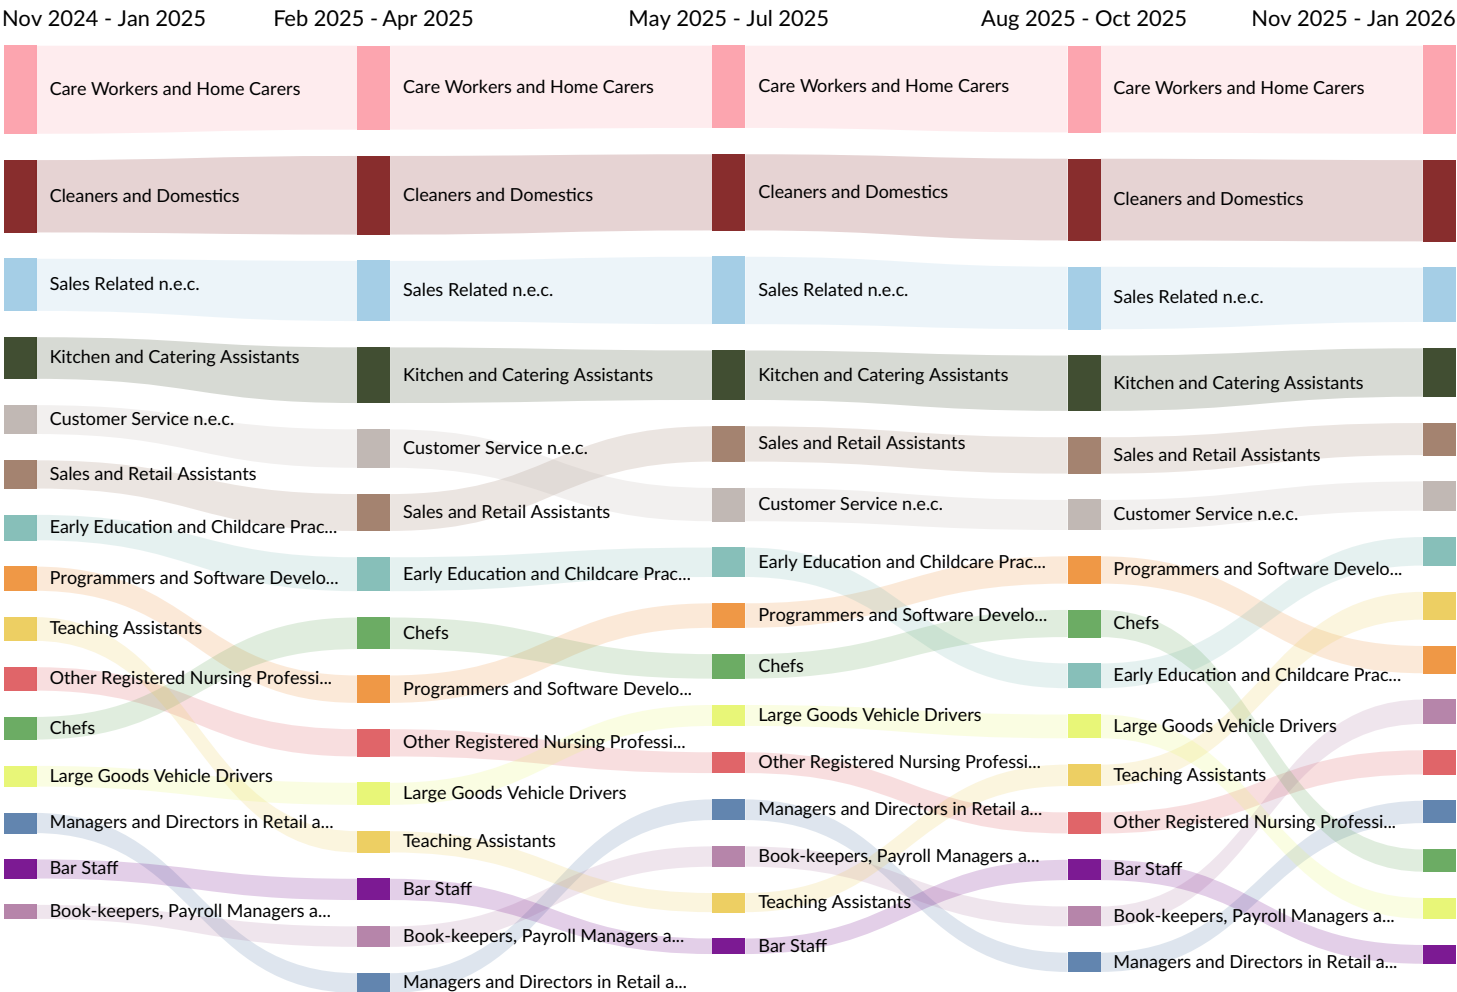 Nov 2024 - Jan 2025
Feb 2025 - Apr 2025
May 2025 - Jul 2025
Aug 2025 - Oct 2025
Nov 2025 - Jan 2026
Care Workers and Home Carers
Cleaners and Domestics
Sales Related n.e.c.
Kitchen and Catering Assistants
Customer Service n.e.c.
Sales and Retail Assistants
Early Education and Childcare Prac...
Programmers and Software Develo...
Teaching Assistants
Other Registered Nursing Professi...
Chefs
Large Goods Vehicle Drivers
Managers and Directors in Retail a...
Bar Staff
Book-keepers, Payroll Managers a...
Care Workers and Home Carers
Cleaners and Domestics
Sales Related n.e.c.
Kitchen and Catering Assistants
Customer Service n.e.c.
Sales and Retail Assistants
Early Education and Childcare Prac...
Chefs
Programmers and Software Develo...
Other Registered Nursing Professi...
Large Goods Vehicle Drivers
Teaching Assistants
Bar Staff
Book-keepers, Payroll Managers a...
Managers and Directors in Retail a...
Care Workers and Home Carers
Cleaners and Domestics
Sales Related n.e.c.
Kitchen and Catering Assistants
Sales and Retail Assistants
Customer Service n.e.c.
Early Education and Childcare Prac...
Programmers and Software Develo...
Chefs
Large Goods Vehicle Drivers
Other Registered Nursing Professi...
Managers and Directors in Retail a...
Book-keepers, Payroll Managers a...
Teaching Assistants
Bar Staff
Care Workers and Home Carers
Cleaners and Domestics
Sales Related n.e.c.
Kitchen and Catering Assistants
Sales and Retail Assistants
Customer Service n.e.c.
Programmers and Software Develo...
Chefs
Early Education and Childcare Prac...
Large Goods Vehicle Drivers
Teaching Assistants
Other Registered Nursing Professi...
Bar Staff
Book-keepers, Payroll Managers a...
Managers and Directors in Retail a...